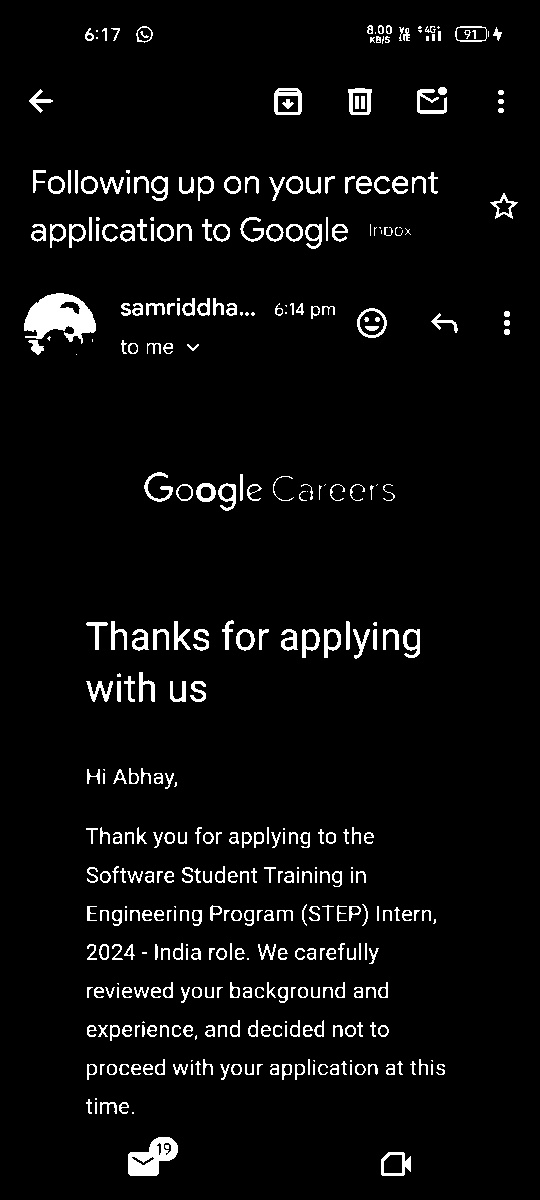 6:17 8.00 KB/S Vo LTE 4G+ 91
Following up on your recent
application to Google Inbox
samriddha... 6:14 pm
to me
Google Careers
Thanks for applying
with us
Hi Abhay,
Thank you for applying to the
Software Student Training in
Engineering Program (STEP) Intern,
2024 - India role. We carefully
reviewed your background and
experience, and decided not to
proceed with your application at this
time.
19